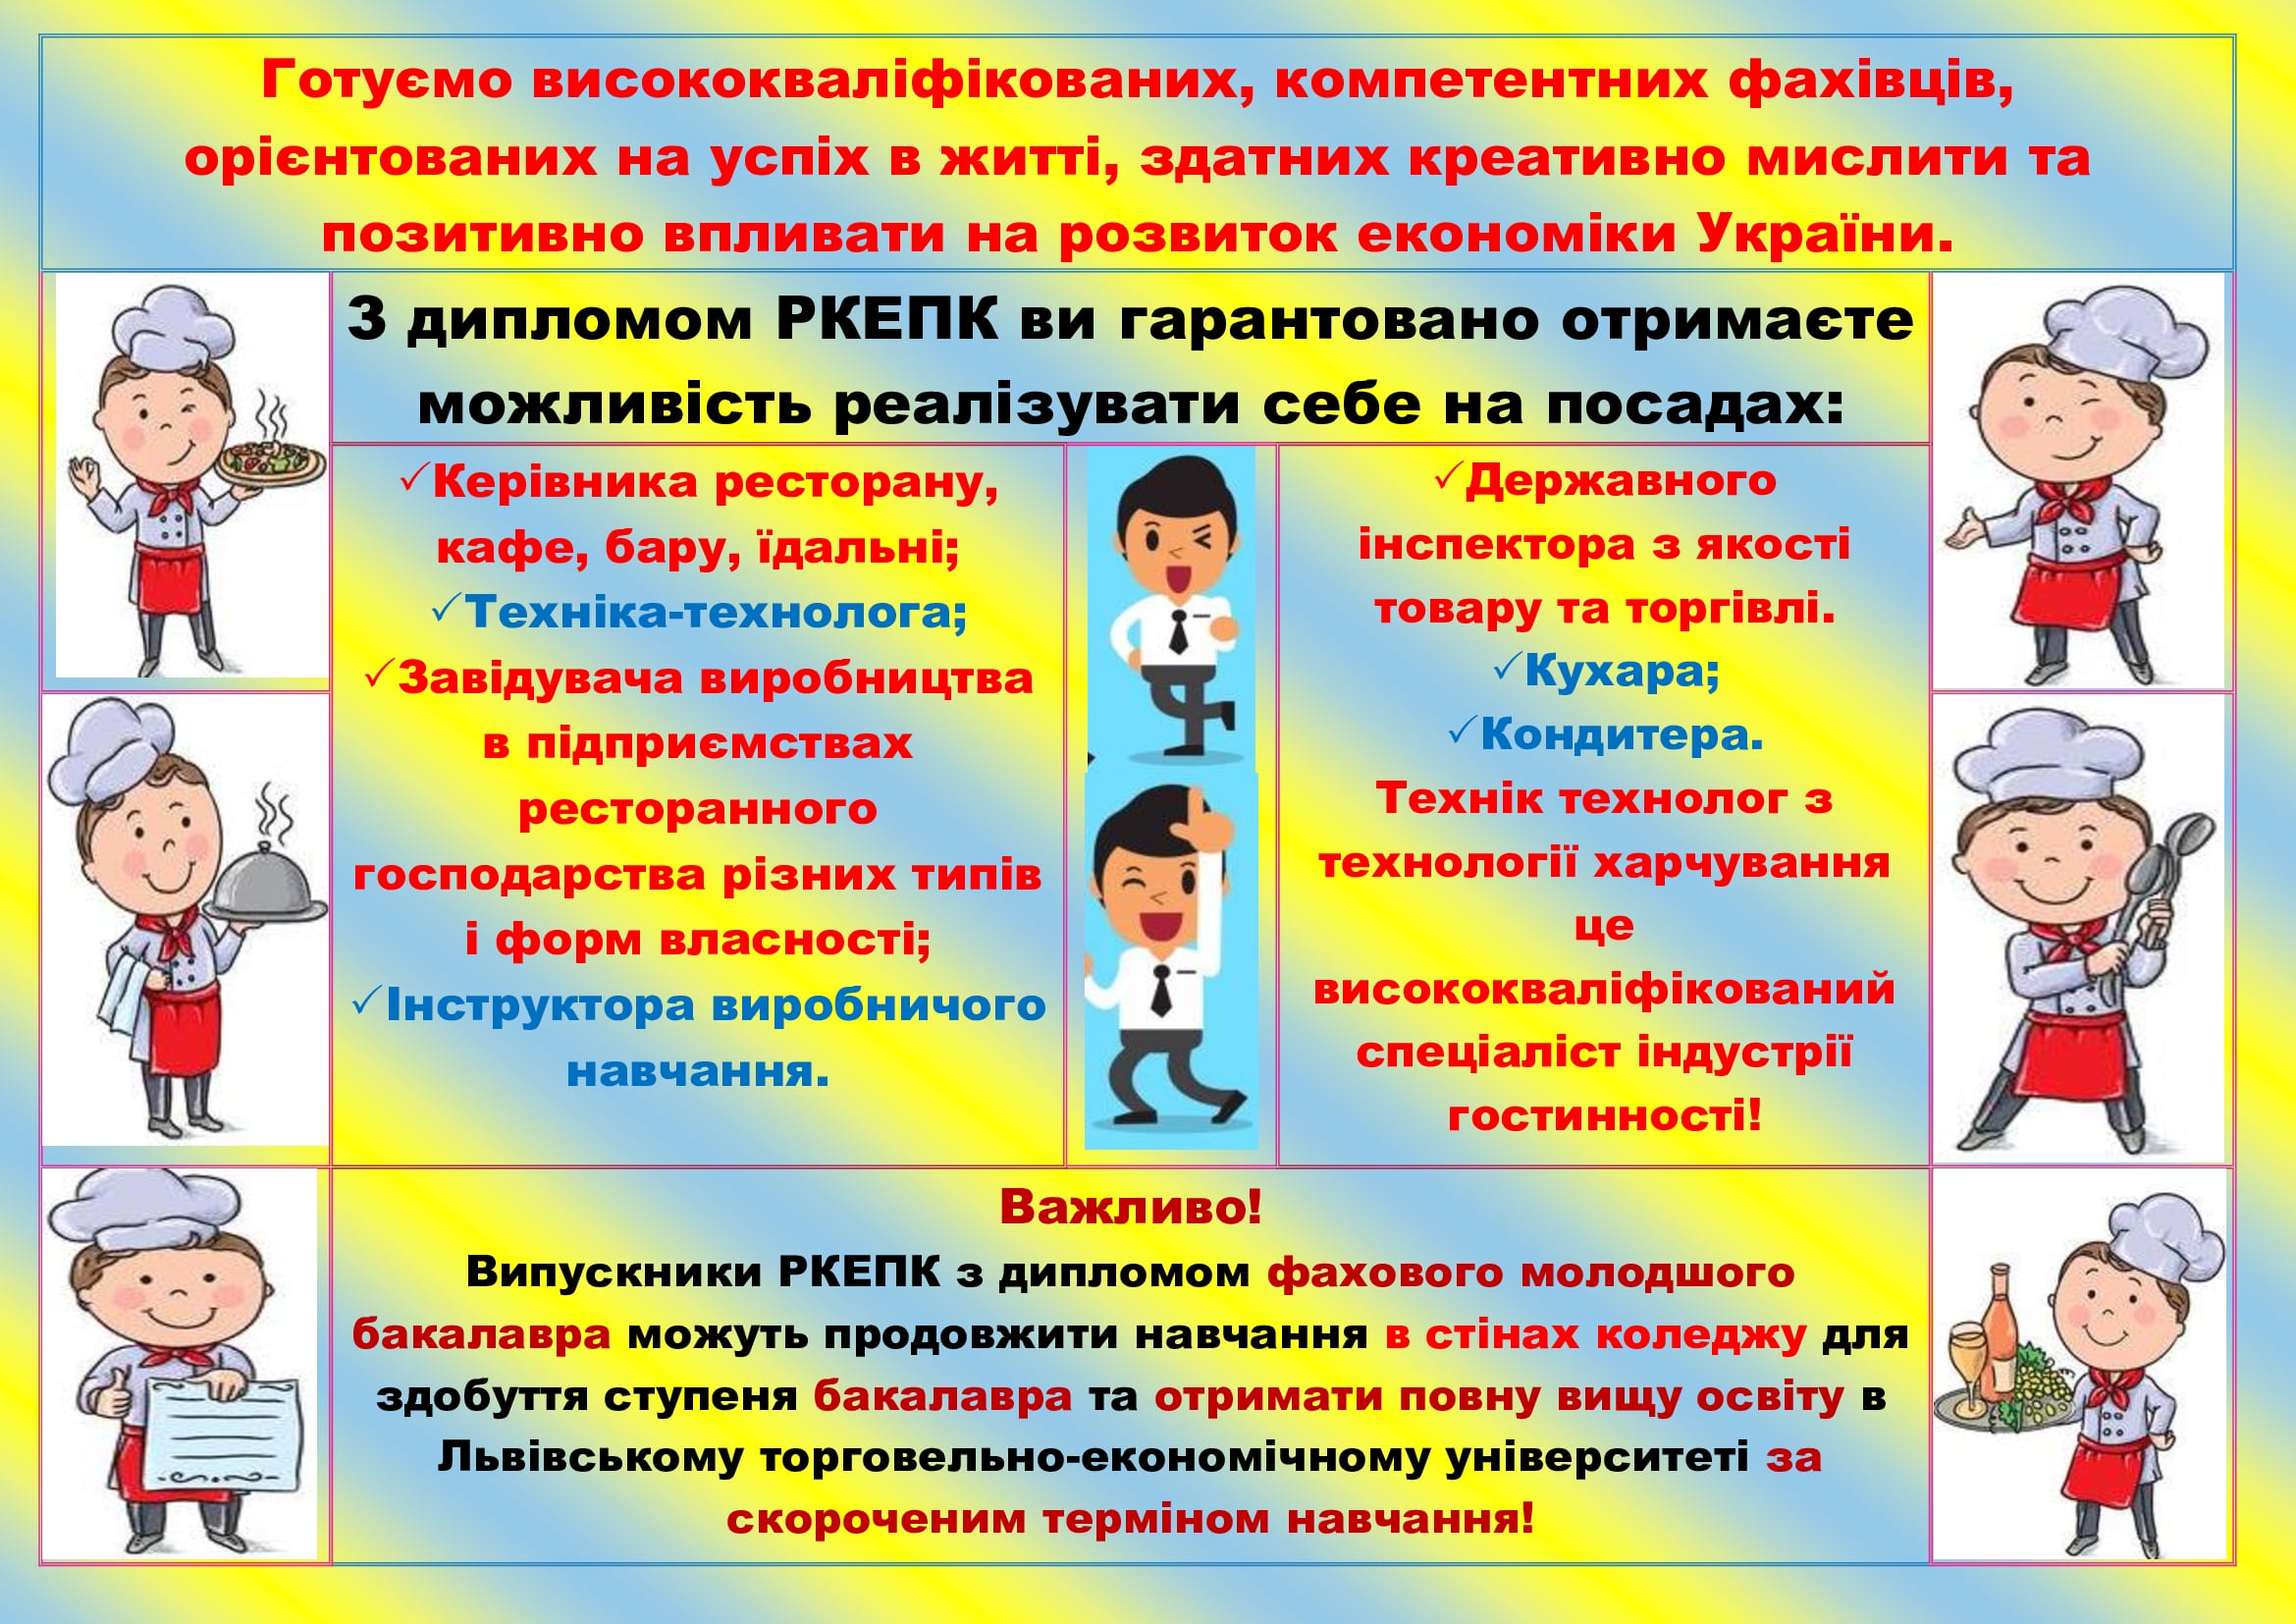 Готуємо висококваліфікованих, компетентних фахівців,
орієнтованих на успіх в житті, здатних креативно мислити та
позитивно впливати на розвиток економіки України.
З дипломом РКЕПК ви гарантовано отримаєте
можливість реалізувати себе на посадах:
✓Керівника ресторану,
кафе, бару, їдальні;
✓Техніка-технолога;
✓Завідувача виробництва
в підприємствах
ресторанного
господарства різних типів
і форм власності;
✓Інструктора виробничого
навчання.
✓Державного
інспектора з якості
товару та торгівлі.
✓Кухара;
✓Кондитера.
Технік технолог з
технології харчування
це
висококваліфікований
спеціаліст індустрії
гостинності!
Важливо!
Випускники РКЕПК з дипломом фахового молодшого
бакалавра можуть продовжити навчання в стінах коледжу для
здобуття ступеня бакалавра та отримати повну вищу освіту в
Львівському торговельно-економічному університеті за
скороченим терміном навчання!